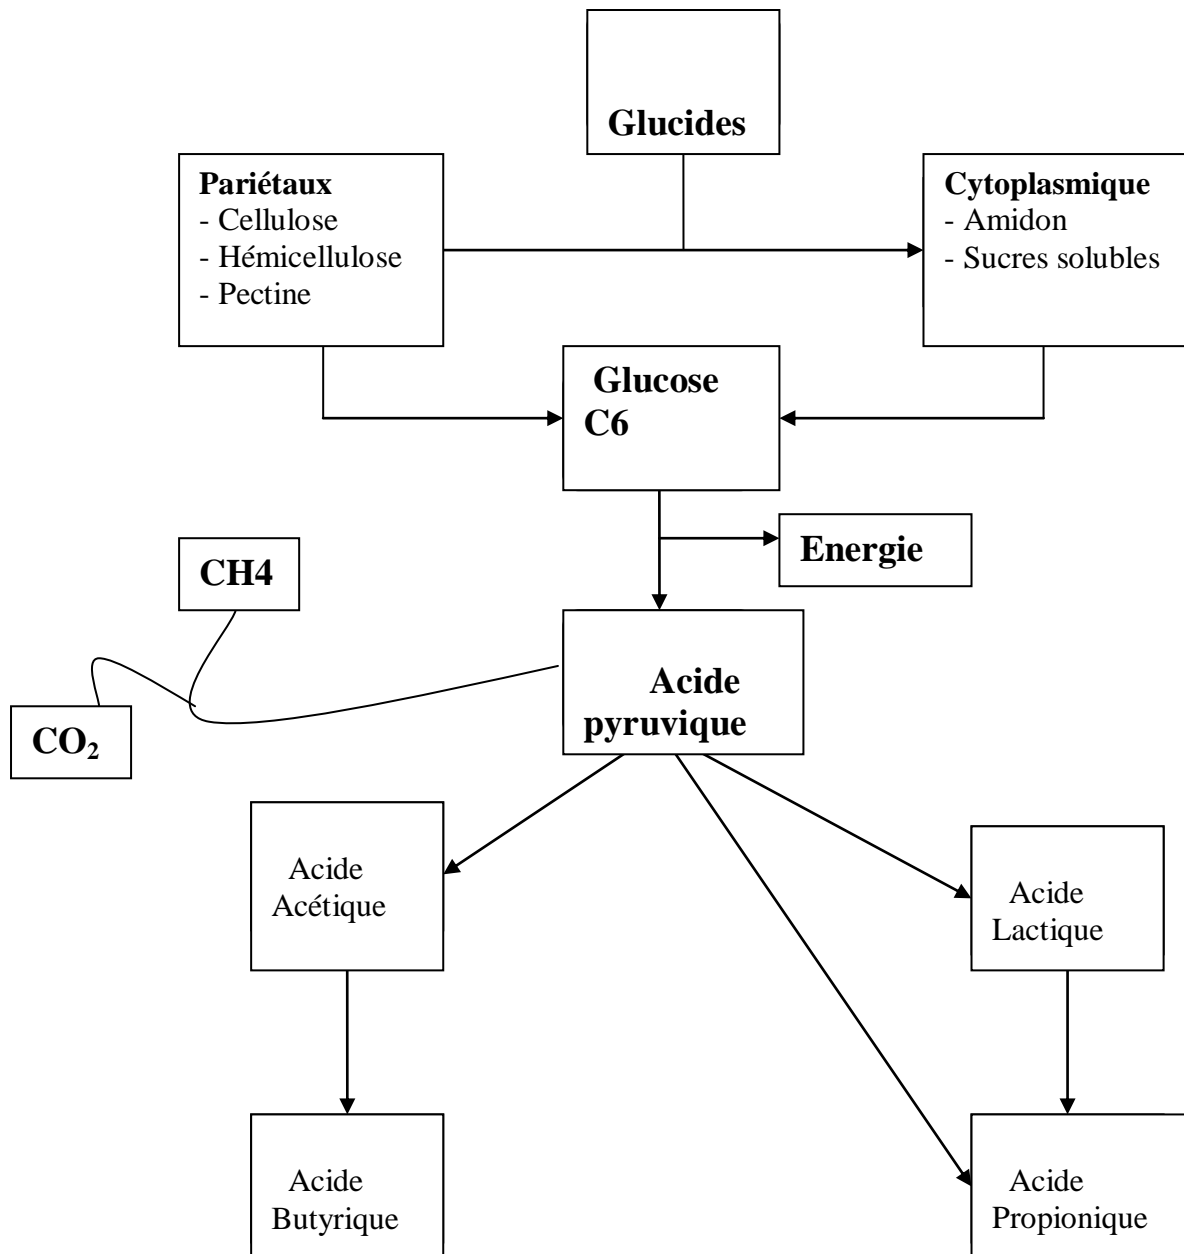 Glucides
Pariétaux
- Cellulose
- Hémicellulose
- Pectine
Cytoplasmique
- Amidon
- Sucres solubles
Glucose
C6
Energie
CH4
CO₂
Acide
pyruvique
Acide
Acétique
Acide
Lactique
Acide
Butyrique
Acide
Propionique